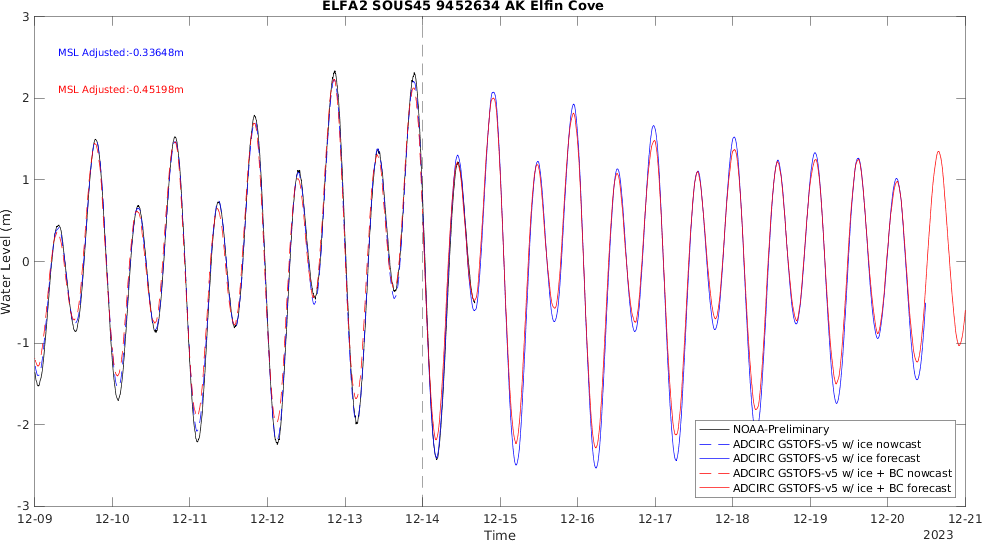 ELFA2 SOUS45 9452634 AK Elfin Cove
MSL Adjusted:-0.33648m
MSL Adjusted:-0.45198m
Water Level (m)
3
2
1
0
-1
-2
-3
NOAA-Preliminary
ADCIRC GSTOFS-v5 w/ ice nowcast
ADCIRC GSTOFS-v5 w/ ice forecast
ADCIRC GSTOFS-v5 w/ ice + BC nowcast
ADCIRC GSTOFS-v5 w/ ice + BC forecast
12-09 12-10 12-11 12-12 12-13 12-14 12-15 12-16 12-17 12-18 12-19 12-20 12-21
Time
2023